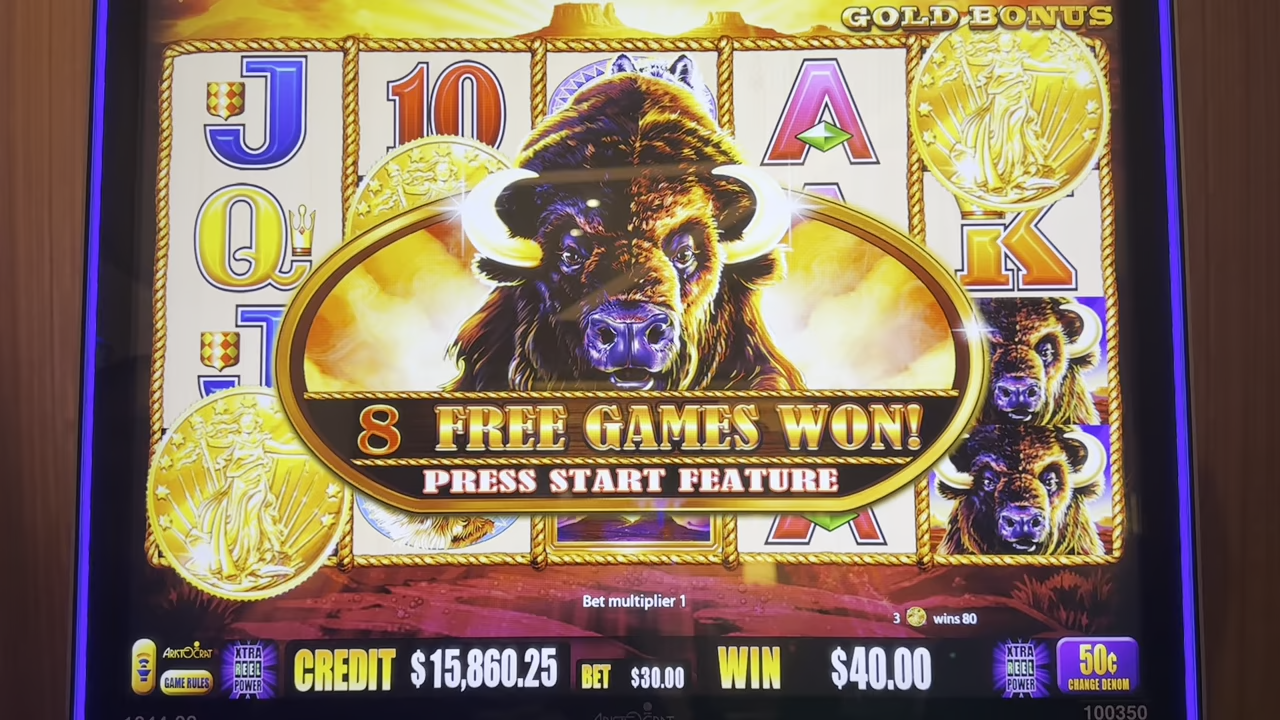 GOLD BONUS
J
10
A
Q
K
J
8 FREE GAMES WON!
PRESS START FEATURE
A
Bet multiplier 1
3 wins 80
ARISTOCRAT
GAME RULES
XTRA REEL POWER
CREDIT $15,860.25
BET $30.00
WIN $40.00
XTRA REEL POWER
50¢
CHANGE DENOM
ARISTOCRAT
100350